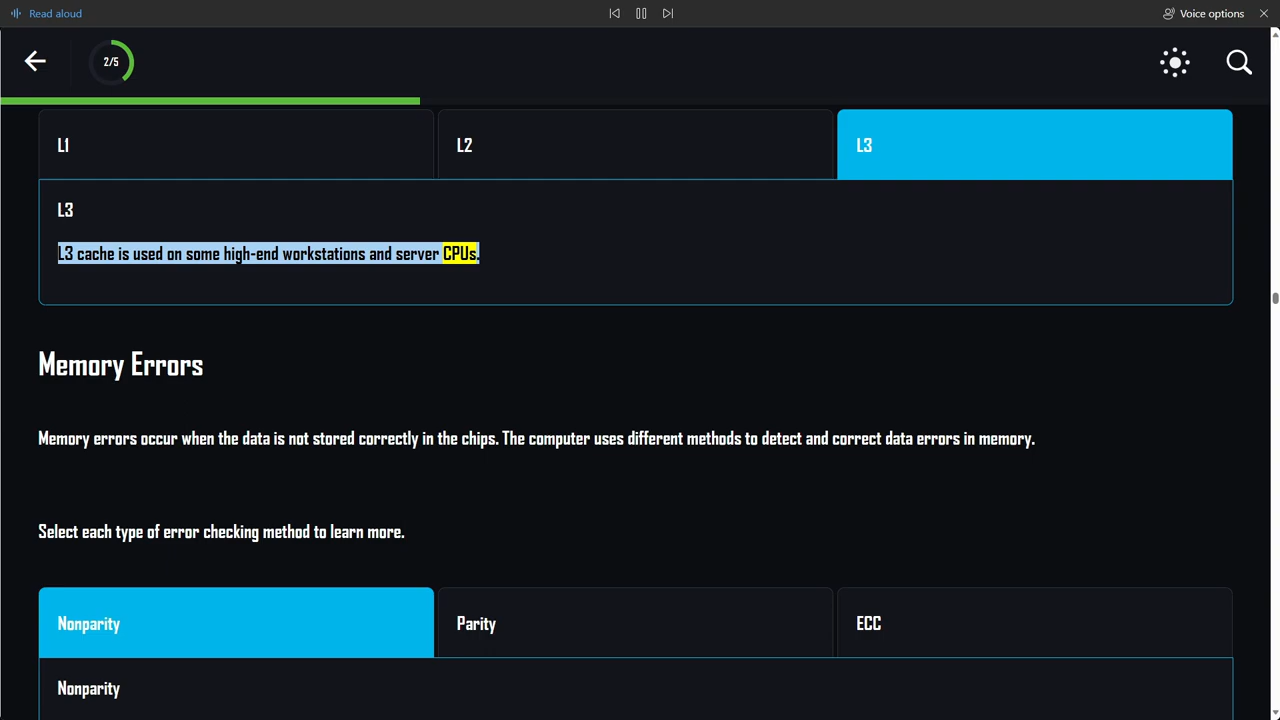 Read aloud
Voice options
2/5
L1
L2
L3
L3
L3 cache is used on some high-end workstations and server CPUs.
Memory Errors
Memory errors occur when the data is not stored correctly in the chips. The computer uses different methods to detect and correct data errors in memory.
Select each type of error checking method to learn more.
Nonparity
Parity
ECC
Nonparity